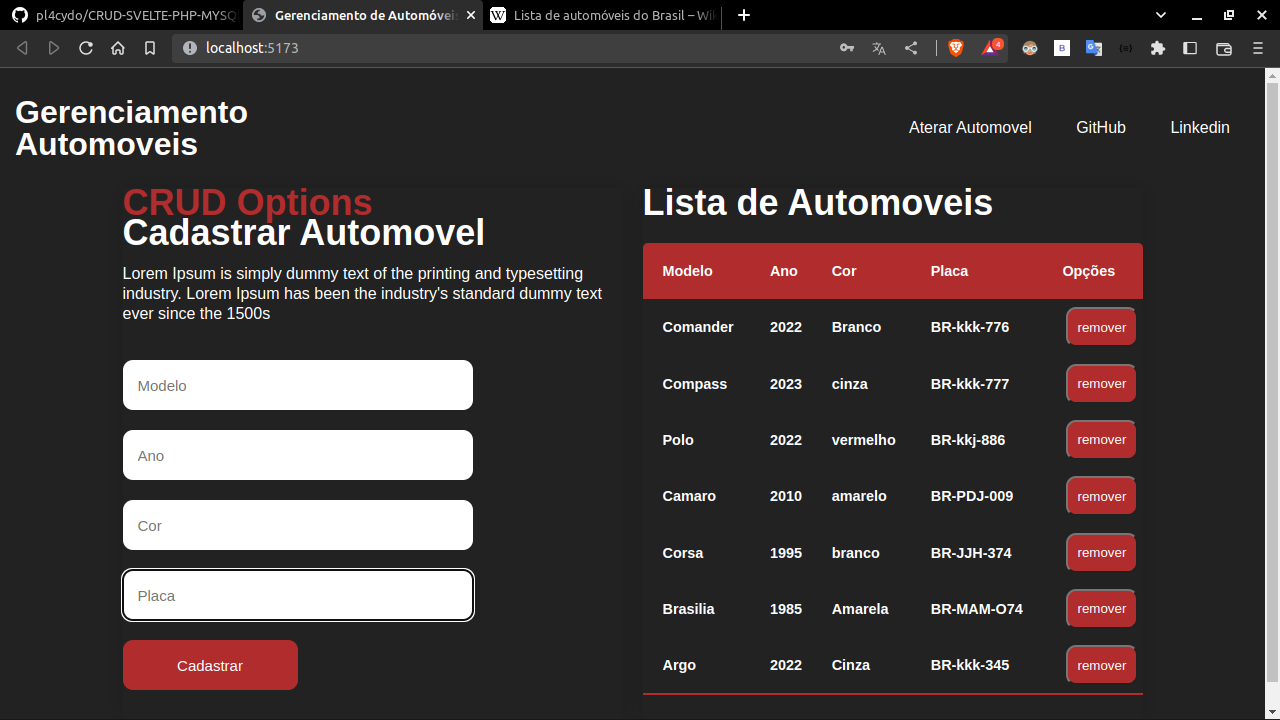 pl4cydo/CRUD-SVELTE-PHP-MYSQ
Gerenciamento de Automóveis
Lista de automóveis do Brasil – Wik
localhost:5173
4
B
{s}
Gerenciamento
Automoveis
Aterar Automovel
GitHub
Linkedin
CRUD Options
Cadastrar Automovel
Lorem Ipsum is simply dummy text of the printing and typesetting
industry. Lorem Ipsum has been the industry's standard dummy text
ever since the 1500s
Modelo
Ano
Cor
Placa
Cadastrar
Lista de Automoveis
Modelo Ano Cor Placa Opções
Comander 2022 Branco BR-kkk-776 remover
Compass 2023 cinza BR-kkk-777 remover
Polo 2022 vermelho BR-kkj-886 remover
Camaro 2010 amarelo BR-PDJ-009 remover
Corsa 1995 branco BR-JJH-374 remover
Brasilia 1985 Amarela BR-MAM-O74 remover
Argo 2022 Cinza BR-kkk-345 remover